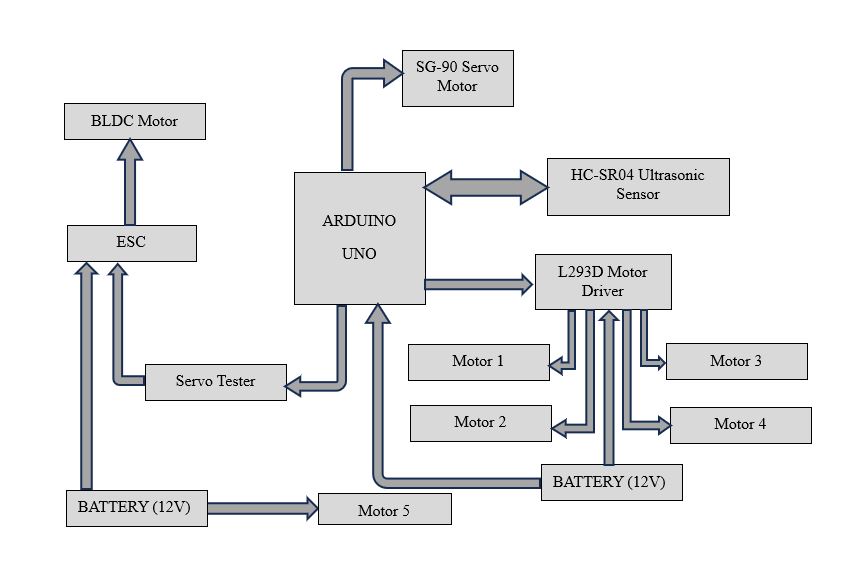 SG-90 Servo
Motor
BLDC Motor
HC-SR04 Ultrasonic
Sensor
ARDUINO
UNO
ESC
L293D Motor
Driver
Motor 1
Motor 3
Servo Tester
Motor 2
Motor 4
BATTERY (12V)
BATTERY (12V)
Motor 5